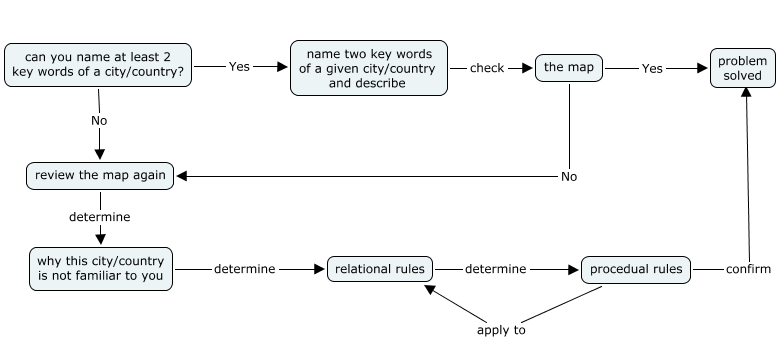 can you name at least 2
key words of a city/country?
Yes
name two key words
of a given city/country
and describe
check
the map
Yes
problem
solved
No
review the map again
No
determine
why this city/country
is not familiar to you
determine
relational rules
determine
procedual rules
confirm
apply to